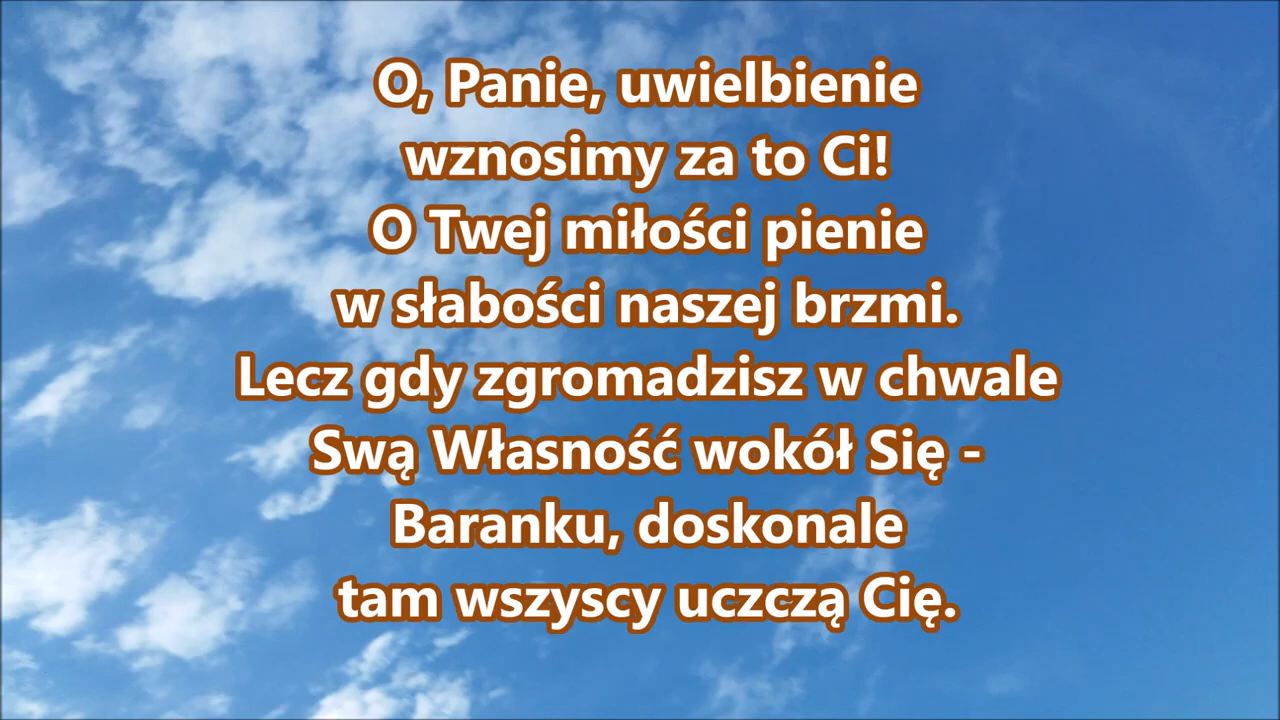 O, Panie, uwielbienie
wznosimy za to Ci!
O Twej miłości pienie
w słabości naszej brzmi.
Lecz gdy zgromadzisz w chwale
Swą Własność wokół Się -
Baranku, doskonale
tam wszyscy uczczą Cię.